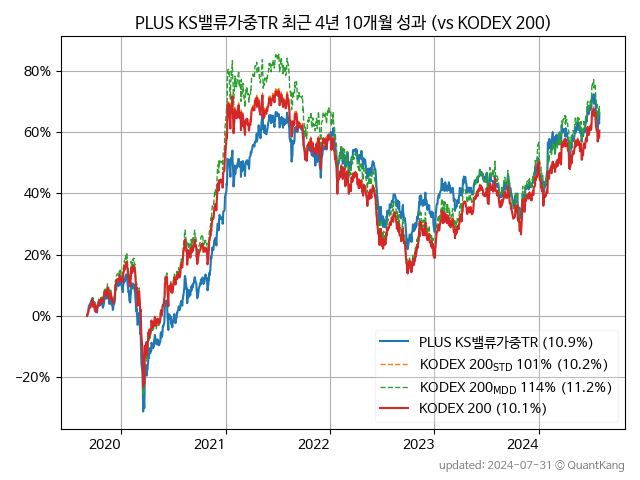 PLUS KS밸류가중TR 최근 4년 10개월 성과 (vs KODEX 200)
80%
60%
40%
20%
0%
−20%
PLUS KS밸류가중TR (10.9%)
KODEX 200STD 101% (10.2%)
KODEX 200MDD 114% (11.2%)
KODEX 200 (10.1%)
2020 2021 2022 2023 2024
updated: 2024-07-31 © QuantKang